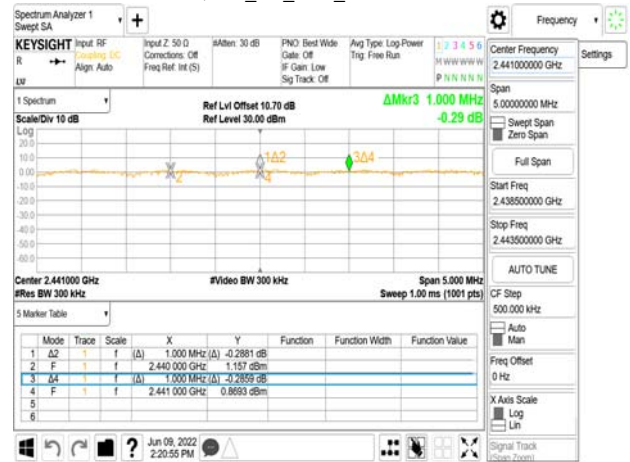 Spectrum Analyzer 1
Swept SA
+
Frequency
KEYSIGHT Input: RF Input Z: 50 Ω #Atten: 30 dB PNO: Best Wide Avg Type: Log-Power 1 2 3 4 5 6
R Coupling: DC Corrections: Off Gate: Off Trig: Free Run M W W W W W
Align: Auto Freq Ref: Int (S) IF Gain: Low P N N N N N
Sig Track: Off
1 Spectrum
Scale/Div 10 dB
Ref Lvl Offset 10.70 dB
Ref Level 30.00 dBm
ΔMkr3 1.000 MHz
-0.29 dB
Log
20.0
10.0
0.00
-10.0
-20.0
-30.0
-40.0
-50.0
-60.0
1Δ2
3Δ4
2
4
Center 2.441000 GHz #Video BW 300 kHz Span 5.000 MHz
#Res BW 300 kHz Sweep 1.00 ms (1001 pts)
5 Marker Table
Mode Trace Scale X Y Function Function Width Function Value
1 Δ2 1 f (Δ) 1.000 MHz (Δ) -0.2881 dB
2 F 1 f 2.440 000 GHz 1.157 dBm
3 Δ4 1 f (Δ) 1.000 MHz (Δ) -0.2859 dB
4 F 1 f 2.441 000 GHz 0.8693 dBm
5
6
?
Jun 09, 2022
2:20:55 PM
Center Frequency
2.441000000 GHz
Settings
Span
5.00000000 MHz
Swept Span
Zero Span
Full Span
Start Freq
2.438500000 GHz
Stop Freq
2.443500000 GHz
AUTO TUNE
CF Step
500.000 kHz
Auto
Man
Freq Offset
0 Hz
X Axis Scale
Log
Lin
Signal Track
(Span Zoom)